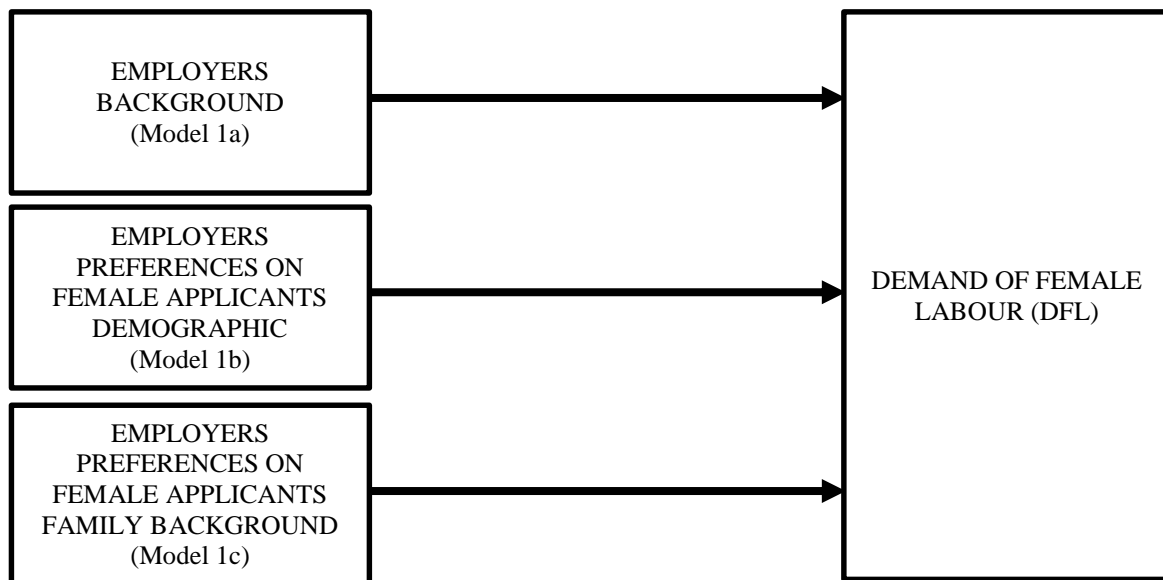 EMPLOYERS
BACKGROUND
(Model 1a)
EMPLOYERS
PREFERENCES ON
FEMALE APPLICANTS
DEMOGRAPHIC
(Model 1b)
EMPLOYERS
PREFERENCES ON
FEMALE APPLICANTS
FAMILY BACKGROUND
(Model 1c)
DEMAND OF FEMALE
LABOUR (DFL)